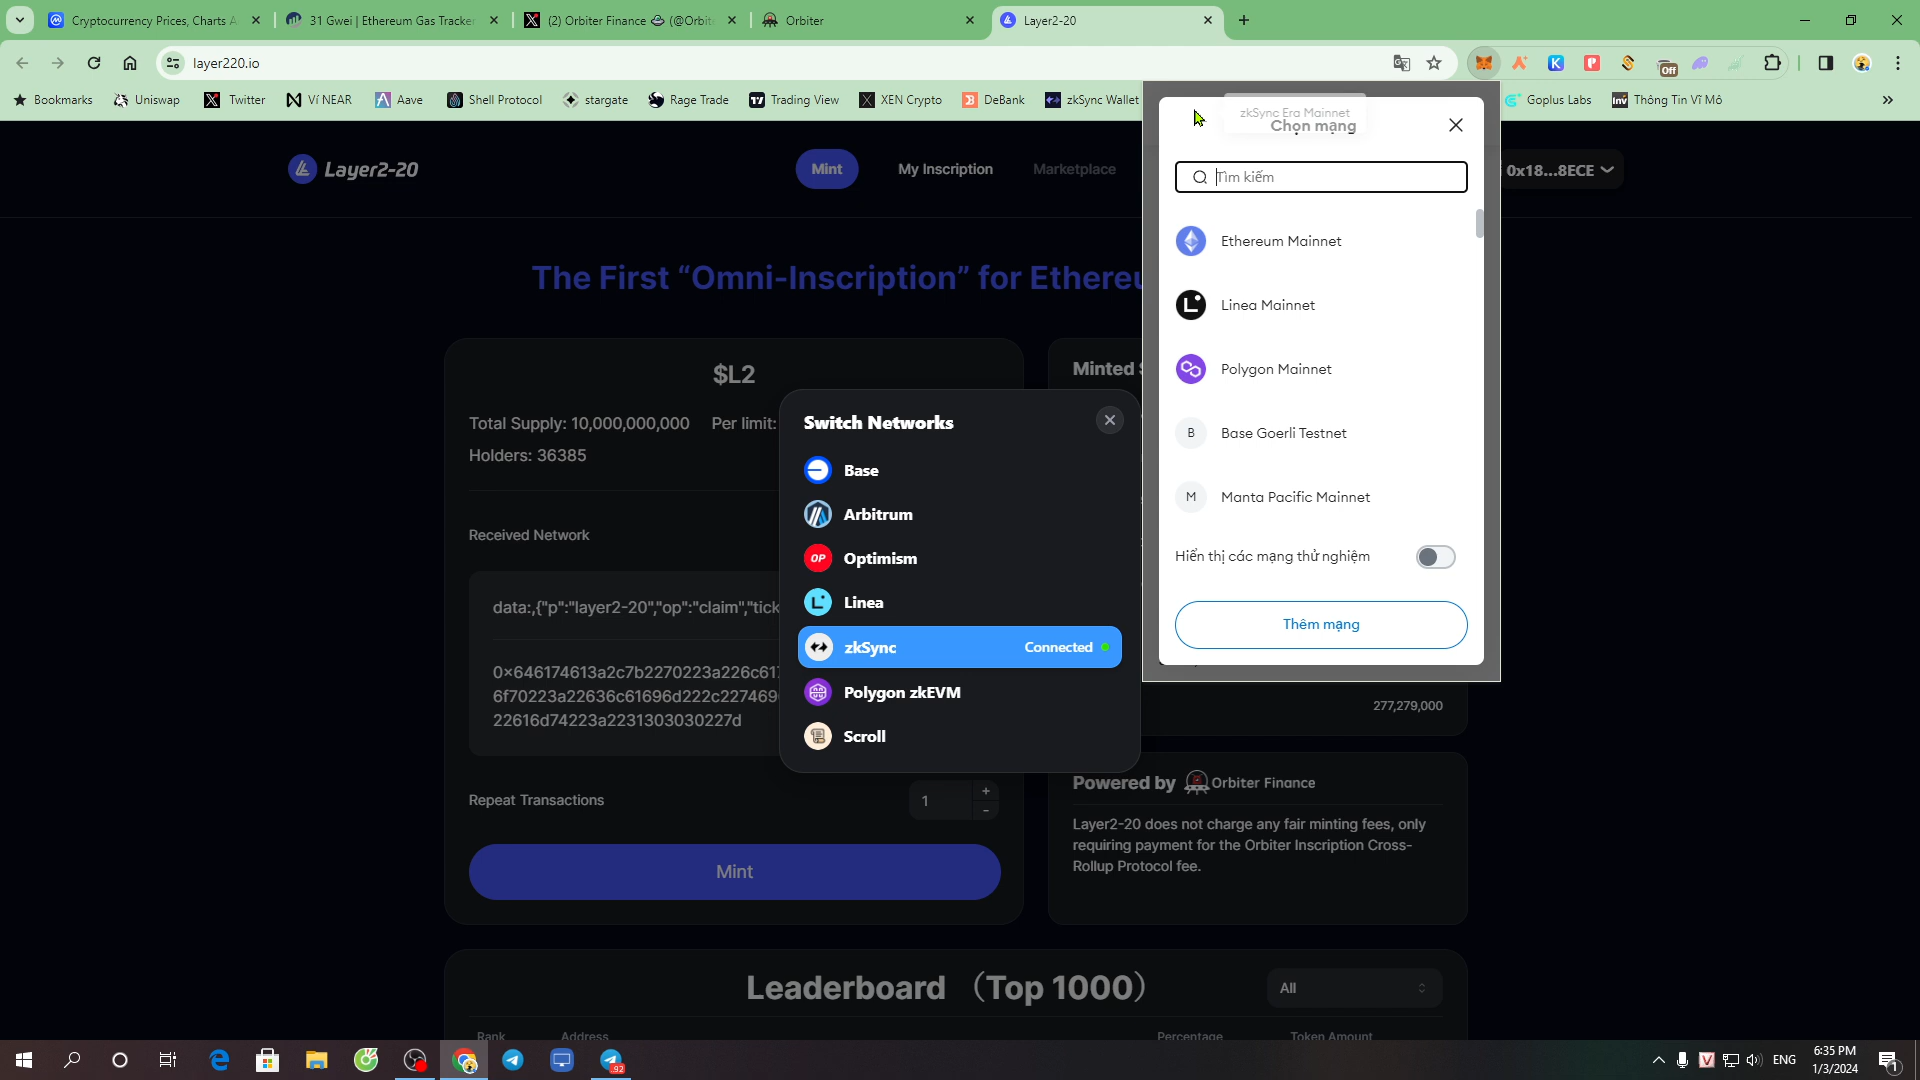 Cryptocurrency Prices, Charts A
31 Gwei | Ethereum Gas Tracker
(2) Orbiter Finance 🛸 (@Orbite
Orbiter
Layer2-20
layer220.io
Bookmarks
Uniswap
Twitter
Ví NEAR
Aave
Shell Protocol
stargate
Rage Trade
Trading View
XEN Crypto
DeBank
zkSync Wallet
Goplus Labs
Thông Tin Vĩ Mô
Off
Layer2-20
Mint
My Inscription
Marketplace
0x18...8ECE
The First “Omni-Inscription” for Ethereu
$L2
Total Supply: 10,000,000,000
Per limit:
Holders: 36385
Received Network
data:,{"p":"layer2-20","op":"claim","tick
0x646174613a2c7b2270223a226c617
6f70223a22636c61696d222c2274696
22616d74223a2231303030227d
Repeat Transactions
1
+
-
Mint
Switch Networks
Base
Arbitrum
Optimism
Linea
zkSync
Connected
Polygon zkEVM
Scroll
Minted
zkSync Era Mainnet
Chọn mạng
Tìm kiếm
Ethereum Mainnet
Linea Mainnet
Polygon Mainnet
B
Base Goerli Testnet
M
Manta Pacific Mainnet
Hiển thị các mạng thử nghiệm
Thêm mạng
277,279,000
Powered by Orbiter Finance
Layer2-20 does not charge any fair minting fees, only
requiring payment for the Orbiter Inscription Cross-
Rollup Protocol fee.
Leaderboard （Top 1000）
All
Rank
Address
Percentage
Token Amount
92
ENG
6:35 PM
1/3/2024
1